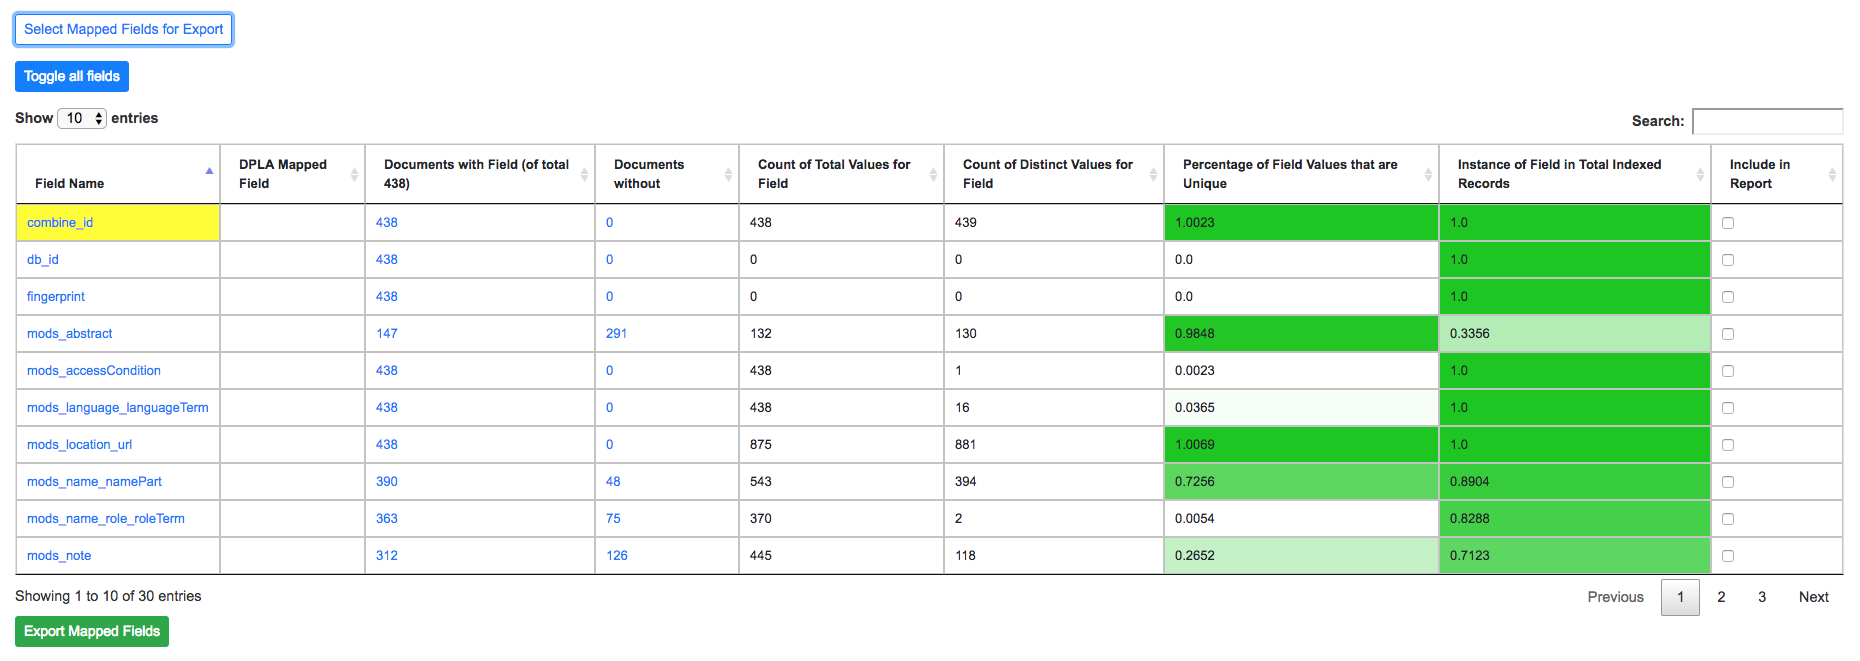 Select Mapped Fields for Export
Toggle all fields
Show 10 entries
Search:
Field Name
DPLA Mapped
Field
Documents with Field (of total
438)
Documents
without
Count of Total Values for
Field
Count of Distinct Values for
Field
Percentage of Field Values that are
Unique
Instance of Field in Total Indexed
Records
Include in
Report
combine_id 438 0 438 439 1.0023 1.0
db_id 438 0 0 0 0.0 1.0
fingerprint 438 0 0 0 0.0 1.0
mods_abstract 147 291 132 130 0.9848 0.3356
mods_accessCondition 438 0 438 1 0.0023 1.0
mods_language_languageTerm 438 0 438 16 0.0365 1.0
mods_location_url 438 0 875 881 1.0069 1.0
mods_name_namePart 390 48 543 394 0.7256 0.8904
mods_name_role_roleTerm 363 75 370 2 0.0054 0.8288
mods_note 312 126 445 118 0.2652 0.7123
Showing 1 to 10 of 30 entries
Previous 1 2 3 Next
Export Mapped Fields